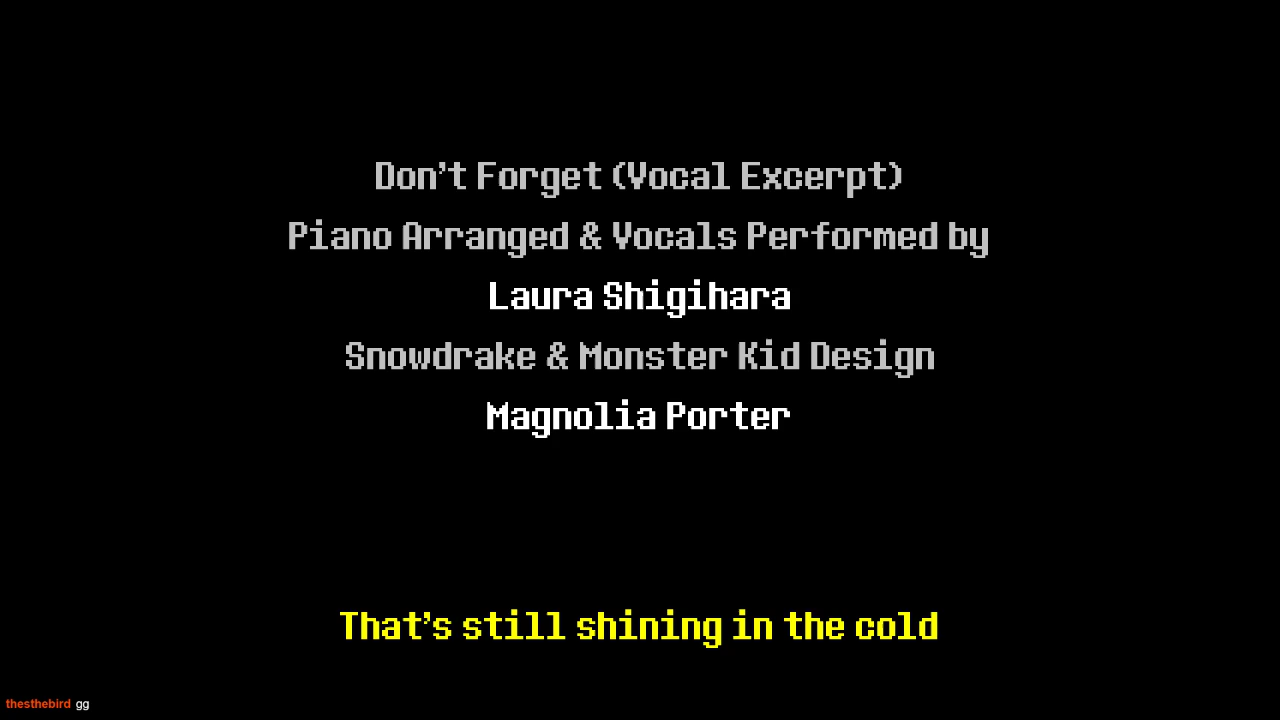 Don't Forget (Vocal Excerpt)
Piano Arranged & Vocals Performed by
Laura Shigihara
Snowdrake & Monster Kid Design
Magnolia Porter
That's still shining in the cold
thesthebird gg